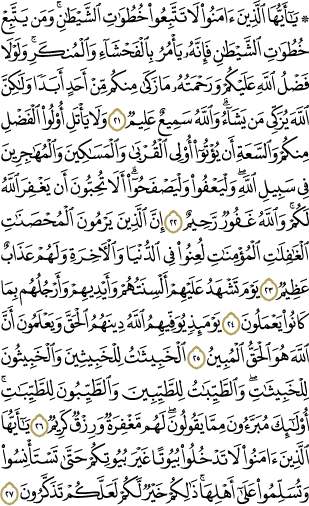 ۞ يَٰٓأَيُّهَا ٱلَّذِينَ ءَامَنُوا۟ لَا تَتَّبِعُوا۟ خُطُوَٰتِ ٱلشَّيْطَٰنِ ۚ وَمَن يَتَّبِعْ
خُطُوَٰتِ ٱلشَّيْطَٰنِ فَإِنَّهُۥ يَأْمُرُ بِٱلْفَحْشَآءِ وَٱلْمُنكَرِ ۚ وَلَوْلَا
فَضْلُ ٱللَّهِ عَلَيْكُمْ وَرَحْمَتُهُۥ مَا زَكَىٰ مِنكُم مِّنْ أَحَدٍ أَبَدًا وَلَٰكِنَّ
ٱللَّهَ يُزَكِّى مَن يَشَآءُ ۗ وَٱللَّهُ سَمِيعٌ عَلِيمٌ ٢١ وَلَا يَأْتَلِ أُو۟لُوا۟ ٱلْفَضْلِ
مِنكُمْ وَٱلسَّعَةِ أَن يُؤْتُوٓا۟ أُو۟لِى ٱلْقُرْبَىٰ وَٱلْمَسَٰكِينَ وَٱلْمُهَٰجِرِينَ
فِى سَبِيلِ ٱللَّهِ ۖ وَلْيَعْفُوا۟ وَلْيَصْفَحُوٓا۟ ۗ أَلَا تُحِبُّونَ أَن يَغْفِرَ ٱللَّهُ
لَكُمْ ۗ وَٱللَّهُ غَفُورٌ رَّحِيمٌ ٢٢ إِنَّ ٱلَّذِينَ يَرْمُونَ ٱلْمُحْصَنَٰتِ
ٱلْغَٰفِلَٰتِ ٱلْمُؤْمِنَٰتِ لُعِنُوا۟ فِى ٱلدُّنْيَا وَٱلْءَاخِرَةِ وَلَهُمْ عَذَابٌ
عَظِيمٌ ٢٣ يَوْمَ تَشْهَدُ عَلَيْهِمْ أَلْسِنَتُهُمْ وَأَيْدِيهِمْ وَأَرْجُلُهُم بِمَا
كَانُوا۟ يَعْمَلُونَ ٢٤ يَوْمَئِذٍ يُوَفِّيهِمُ ٱللَّهُ دِينَهُمُ ٱلْحَقَّ وَيَعْلَمُونَ أَنَّ
ٱللَّهَ هُوَ ٱلْحَقُّ ٱلْمُبِينُ ٢٥ ٱلْخَبِيثَٰتُ لِلْخَبِيثِينَ وَٱلْخَبِيثُونَ
لِلْخَبِيثَٰتِ ۖ وَٱلطَّيِّبَٰتُ لِلطَّيِّبِينَ وَٱلطَّيِّبُونَ لِلطَّيِّبَٰتِ ۚ
أُو۟لَٰٓئِكَ مُبَرَّءُونَ مِمَّا يَقُولُونَ ۖ لَهُم مَّغْفِرَةٌ وَرِزْقٌ كَرِيمٌ ٢٦ يَٰٓأَيُّهَا
ٱلَّذِينَ ءَامَنُوا۟ لَا تَدْخُلُوا۟ بُيُوتًا غَيْرَ بُيُوتِكُمْ حَتَّىٰ تَسْتَأْنِسُوا۟
وَتُسَلِّمُوا۟ عَلَىٰٓ أَهْلِهَا ۚ ذَٰلِكُمْ خَيْرٌ لَّكُمْ لَعَلَّكُمْ تَذَكَّرُونَ ٢٧